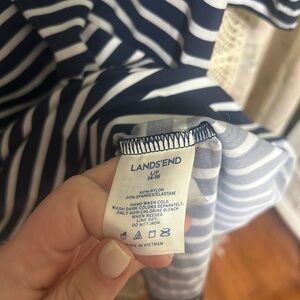 LANDS'END
L/P
14-16
80% NYLON
20% SPANDEX/ELASTANE
HAND WASH COLD.
WASH DARK COLORS SEPARATELY.
ONLY NON-CHLORINE BLEACH
WHEN NEEDED.
LINE DRY.
DO NOT IRON.
MADE IN VIETNAM